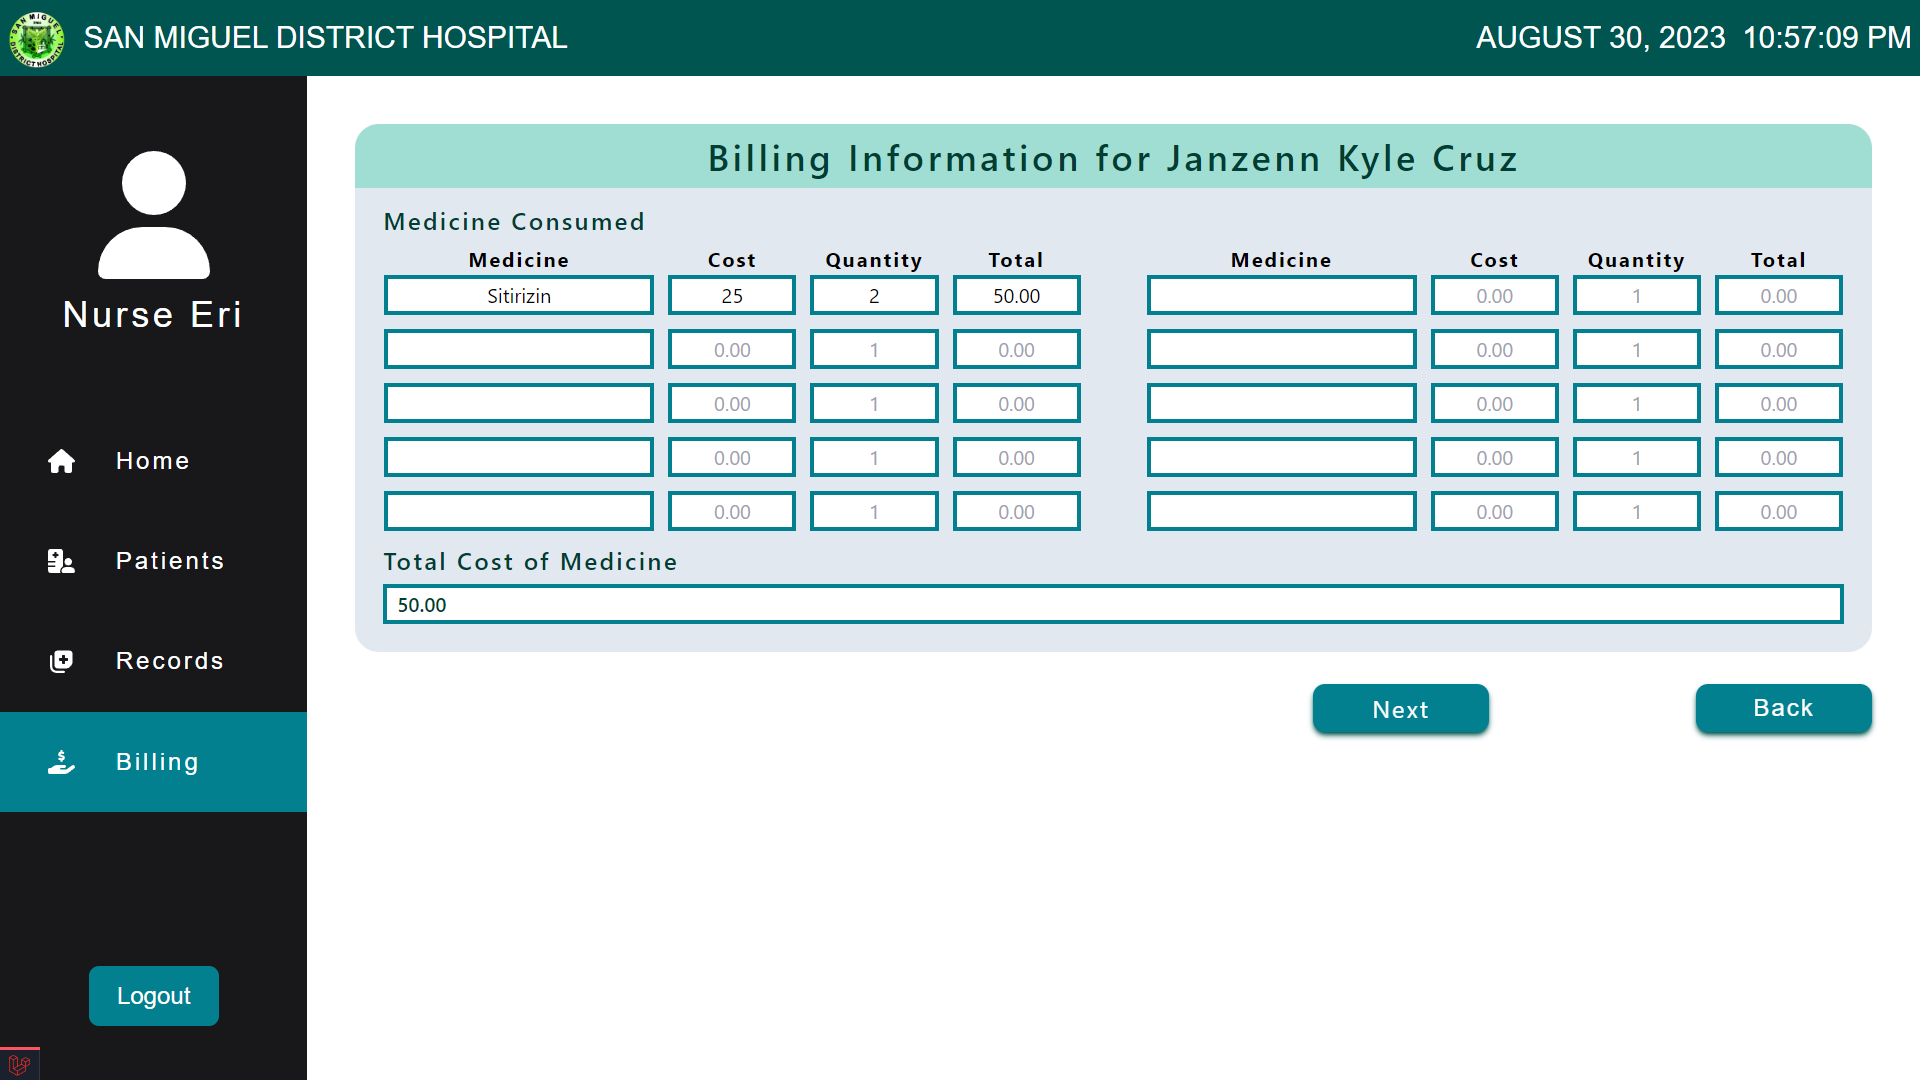 SAN MIGUEL DISTRICT HOSPITAL
AUGUST 30, 2023 10:57:09 PM
SAN MIGUEL
DISTRICT HOSPITAL
Nurse Eri
Home
Patients
Records
Billing
Logout
Billing Information for Janzenn Kyle Cruz
Medicine Consumed
Medicine Cost Quantity Total Medicine Cost Quantity Total
Sitirizin 25 2 50.00 0.00 1 0.00
0.00 1 0.00 0.00 1 0.00
0.00 1 0.00 0.00 1 0.00
0.00 1 0.00 0.00 1 0.00
0.00 1 0.00 0.00 1 0.00
Total Cost of Medicine
50.00
Next Back